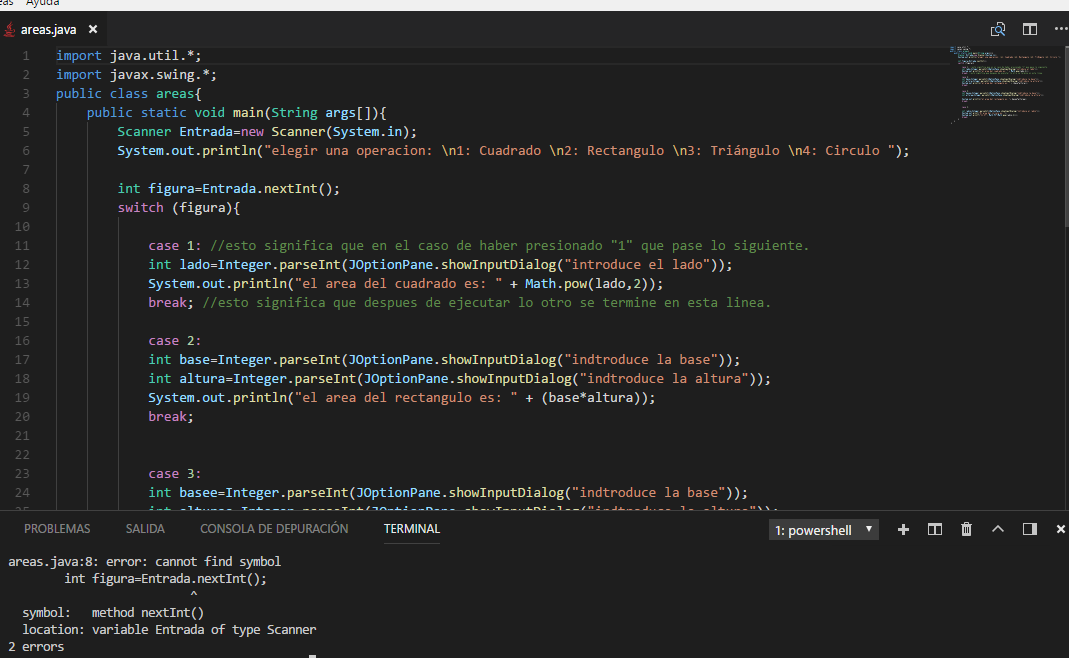 Ayuda
areas.java ×
1 import java.util.*;
2 import javax.swing.*;
3 public class areas{
4 public static void main(String args[]){
5 Scanner Entrada=new Scanner(System.in);
6 System.out.println("elegir una operacion: \n1: Cuadrado \n2: Rectangulo \n3: Triángulo \n4: Circulo ");
7
8 int figura=Entrada.nextInt();
9 switch (figura){
10
11 case 1: //esto significa que en el caso de haber presionado "1" que pase lo siguiente.
12 int lado=Integer.parseInt(JOptionPane.showInputDialog("introduce el lado"));
13 System.out.println("el area del cuadrado es: " + Math.pow(lado,2));
14 break; //esto significa que despues de ejecutar lo otro se termine en esta linea.
15
16 case 2:
17 int base=Integer.parseInt(JOptionPane.showInputDialog("indtroduce la base"));
18 int altura=Integer.parseInt(JOptionPane.showInputDialog("indtroduce la altura"));
19 System.out.println("el area del rectangulo es: " + (base*altura));
20 break;
21
22
23 case 3:
24 int basee=Integer.parseInt(JOptionPane.showInputDialog("indtroduce la base"));
PROBLEMAS SALIDA CONSOLA DE DEPURACIÓN TERMINAL 1: powershell
areas.java:8: error: cannot find symbol
int figura=Entrada.nextInt();
^
symbol: method nextInt()
location: variable Entrada of type Scanner
2 errors